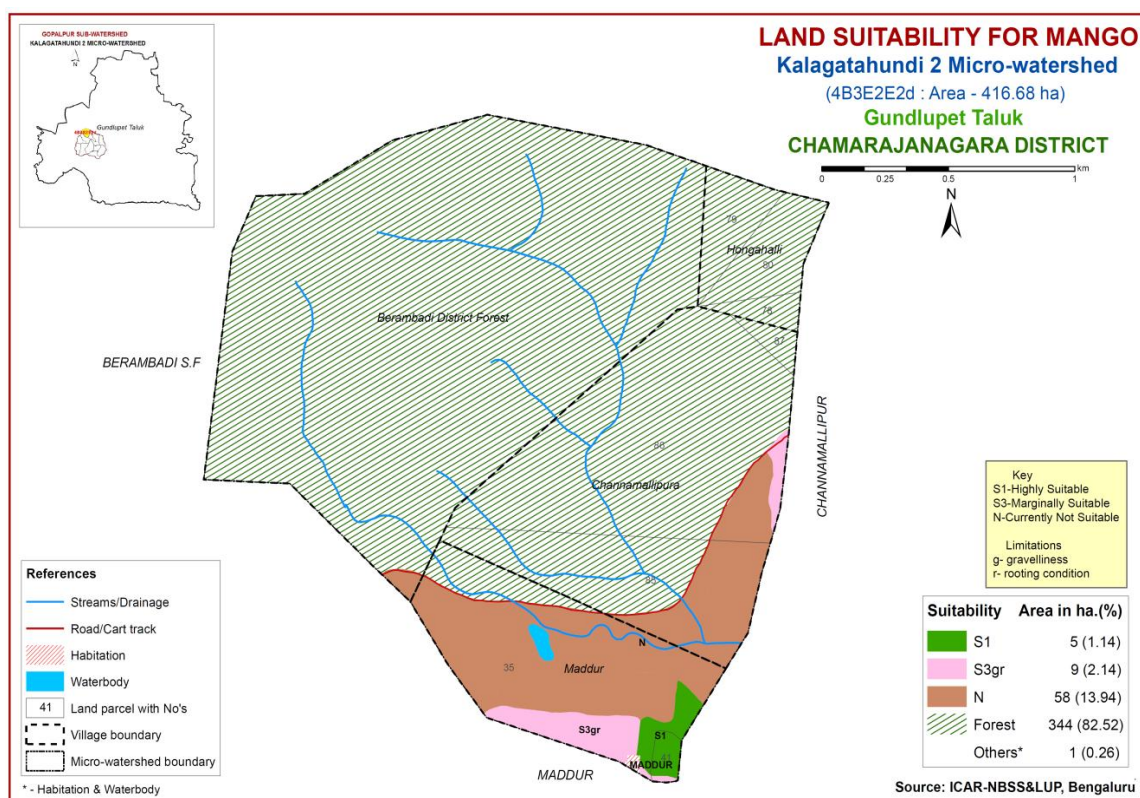 GOPALPUR SUB-WATERSHED
KALAGATAHUNDI 2 MICRO-WATERSHED
N
Gundlupet Taluk
LAND SUITABILITY FOR MANGO
Kalagatahundi 2 Micro-watershed
(4B3E2E2d : Area - 416.68 ha)
Gundlupet Taluk
CHAMARAJANAGARA DISTRICT
km
0 0.25 0.5 1
N
79
Hongahalli
80
76
87
Berambadi District Forest
BERAMBADI S.F
CHANNAMALLIPUR
88
Channamallipura
85
N
35
Maddur
S3gr
S1
41
MADDUR
MADDUR
Key
S1-Highly Suitable
S3-Marginally Suitable
N-Currently Not Suitable
Limitations
g- gravelliness
r- rooting condition
References
Streams/Drainage
Road/Cart track
Habitation
Waterbody
41 Land parcel with No's
Village boundary
Micro-watershed boundary
* - Habitation & Waterbody
Suitability Area in ha.(%)
S1 5 (1.14)
S3gr 9 (2.14)
N 58 (13.94)
Forest 344 (82.52)
Others* 1 (0.26)
Source: ICAR-NBSS&LUP, Bengaluru